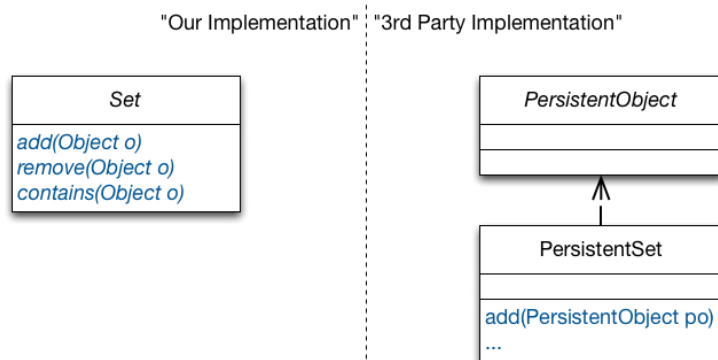 "Our Implementation" "3rd Party Implementation"
Set
add(Object o)
remove(Object o)
contains(Object o)
PersistentObject
PersistentSet
add(PersistentObject po)
...